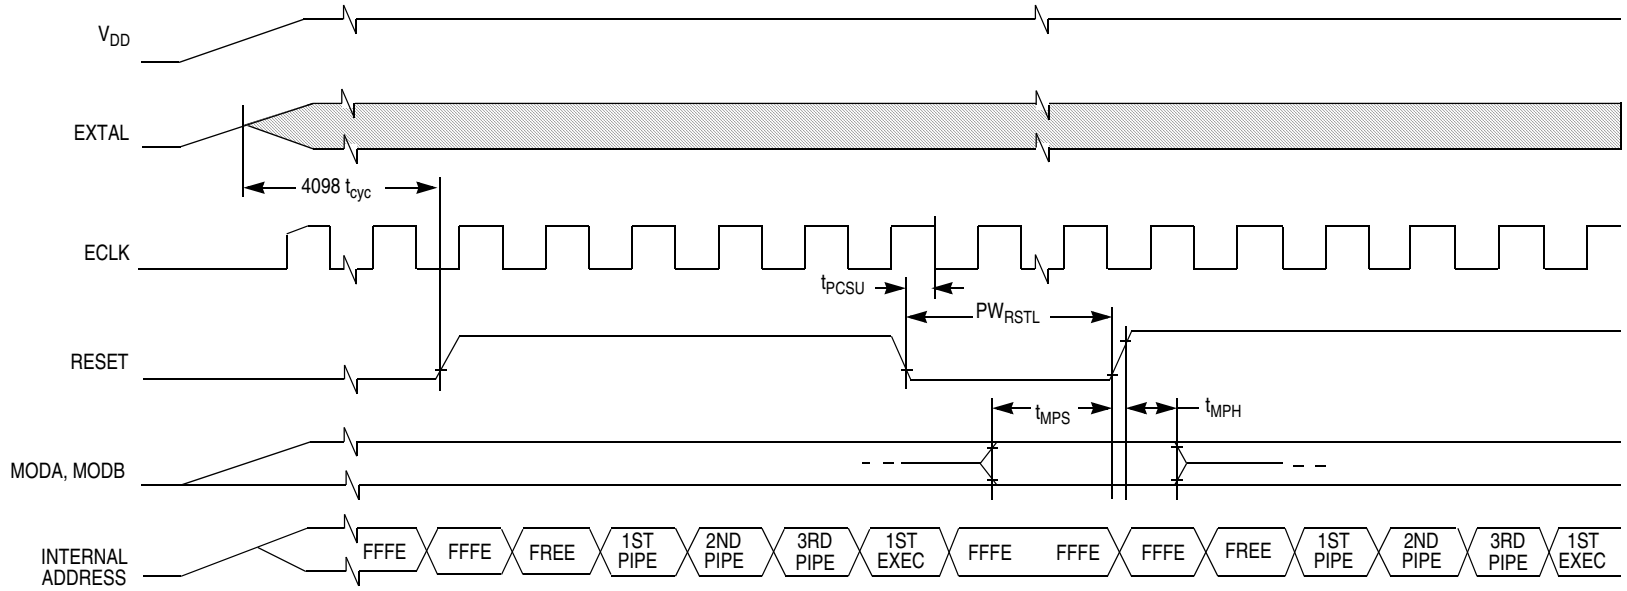 VDD
EXTAL
4098 tcyc
ECLK
tPCSU
PWRSTL
RESET
tMPS
tMPH
MODA, MODB
INTERNAL
ADDRESS
FFFE
FFFE
FREE
1ST
PIPE
2ND
PIPE
3RD
PIPE
1ST
EXEC
FFFE
FFFE
FFFE
FREE
1ST
PIPE
2ND
PIPE
3RD
PIPE
1ST
EXEC